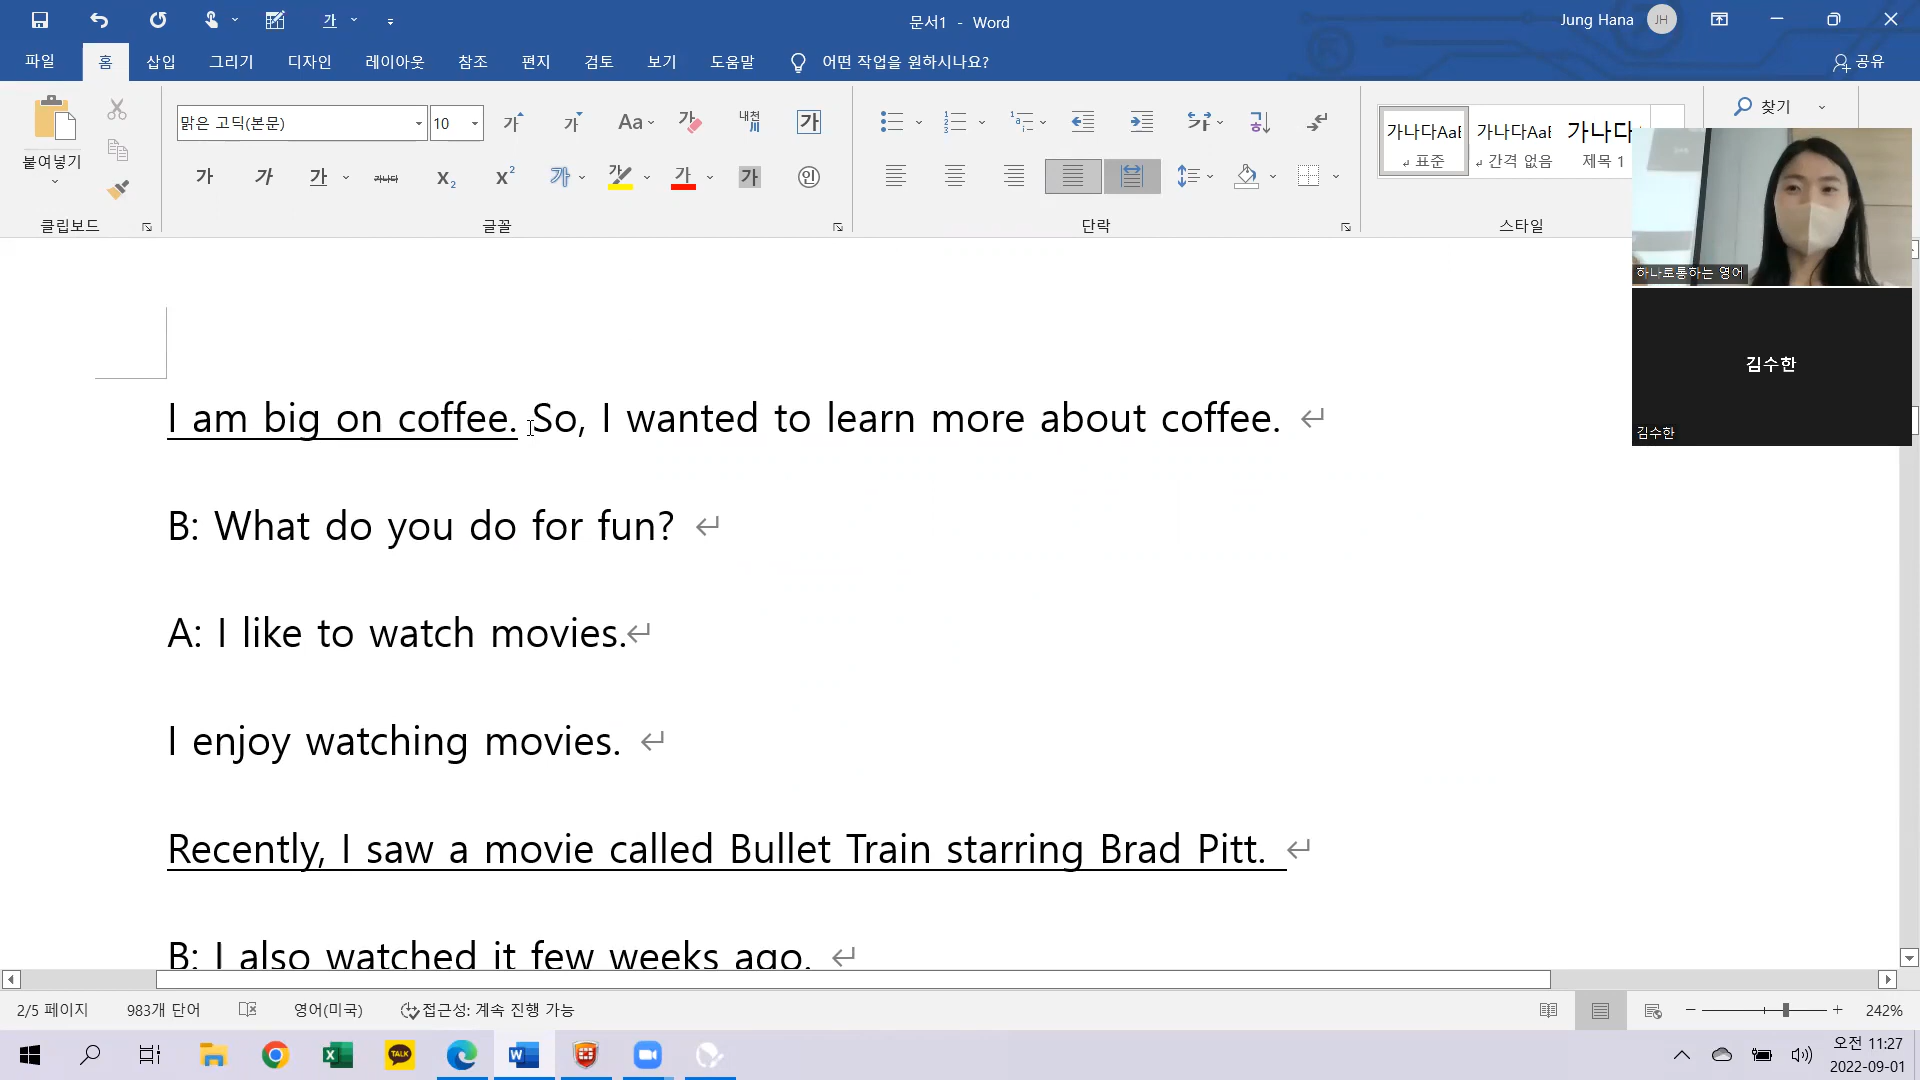 문서1 - Word
Jung Hana
JH
파일
홈
삽입
그리기
디자인
레이아웃
참조
편지
검토
보기
도움말
어떤 작업을 원하시나요?
공유
붙여넣기
맑은 고딕(본문)
10
찾기
가나다AaB
가나다AaB
가나다
표준
간격 없음
제목 1
클립보드
글꼴
단락
스타일
하나로통하는 영어
김수한
김수한
I am big on coffee. So, I wanted to learn more about coffee.
B: What do you do for fun?
A: I like to watch movies.
I enjoy watching movies.
Recently, I saw a movie called Bullet Train starring Brad Pitt.
B: I also watched it few weeks ago.
2/5 페이지
983개 단어
영어(미국)
접근성: 계속 진행 가능
242%
오전 11:27
2022-09-01